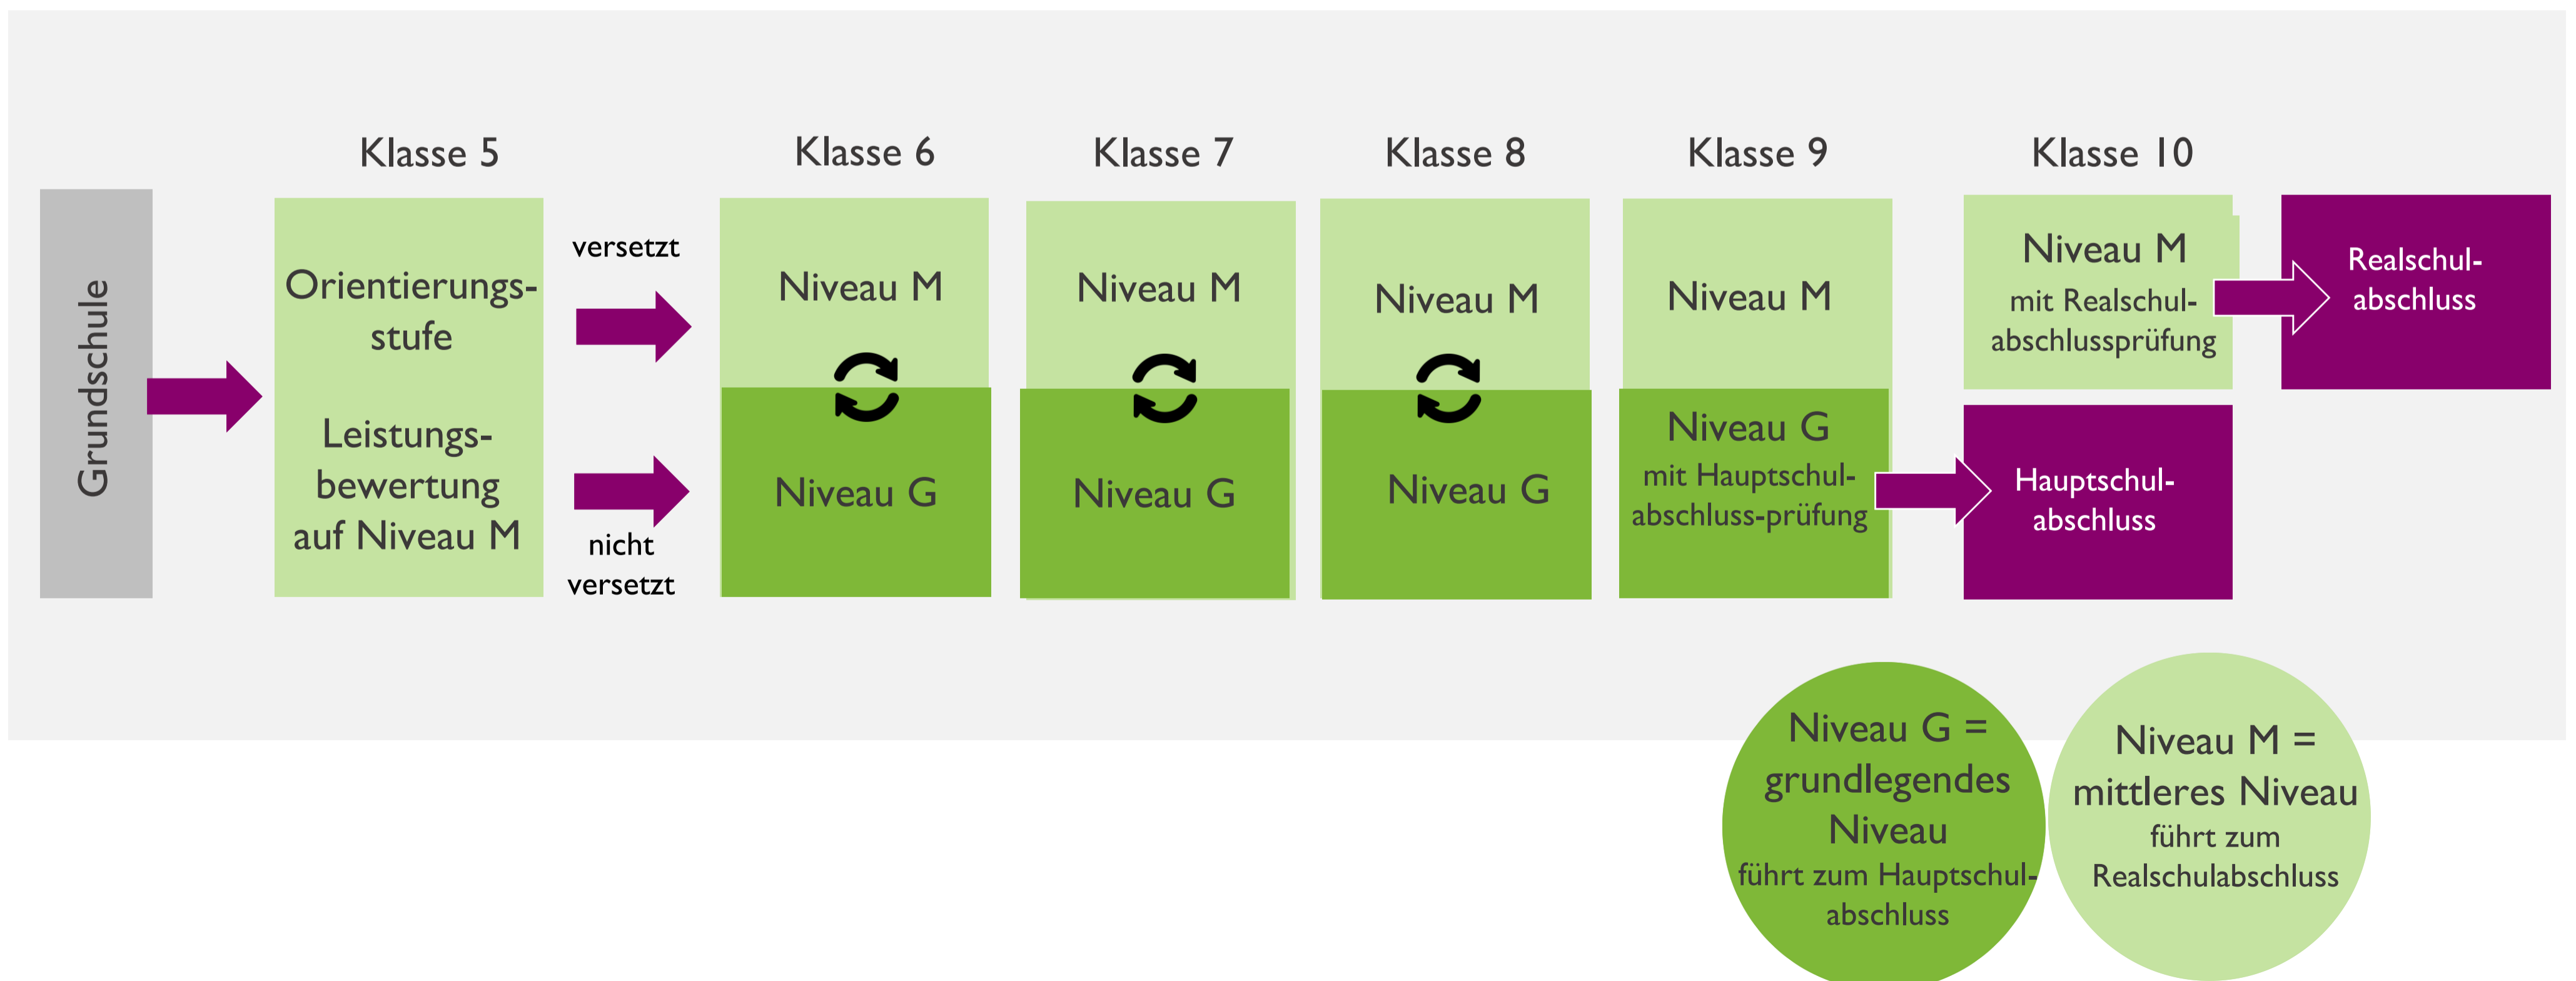 Klasse 5
Klasse 6
Klasse 7
Klasse 8
Klasse 9
Klasse 10
Grundschule
Orientierungs-
stufe
Leistungs-
bewertung
auf Niveau M
versetzt
nicht
versetzt
Niveau M
Niveau G
Niveau M
Niveau G
Niveau M
Niveau G
Niveau M
Niveau G
mit Hauptschul-
abschluss-prüfung
Niveau M
mit Realschul-
abschlussprüfung
Hauptschul-
abschluss
Realschul-
abschluss
Niveau G =
grundlegendes
Niveau
führt zum Hauptschul-
abschluss
Niveau M =
mittleres Niveau
führt zum
Realschulabschluss